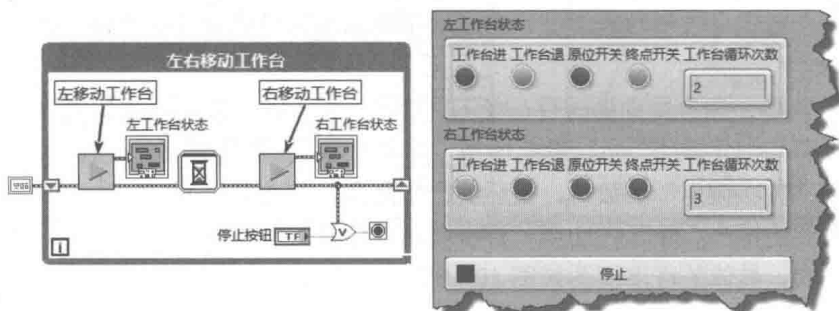 左右移动工作台
左移动工作台
右移动工作台
左工作台状态
右工作台状态
停止按钮
TF
V
i
左工作台状态
工作台进 工作台退 原位开关 终点开关 工作台循环次数
2
右工作台状态
工作台进 工作台退 原位开关 终点开关 工作台循环次数
3
停止